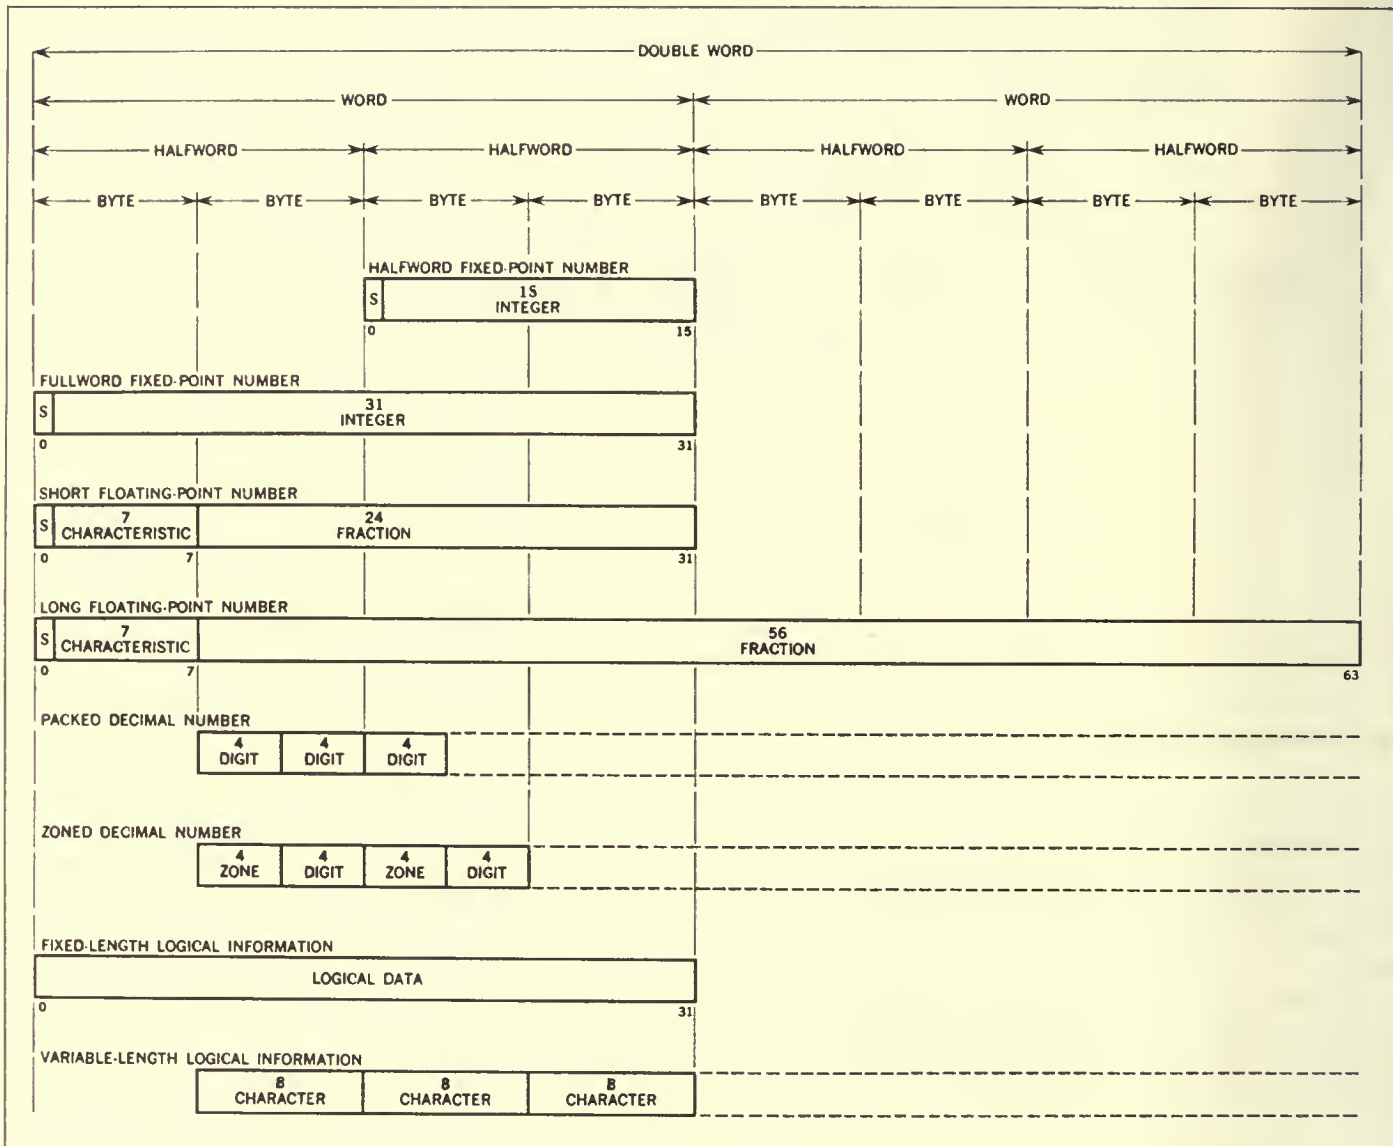 DOUBLE WORD
WORD WORD
HALFWORD HALFWORD HALFWORD HALFWORD
BYTE BYTE BYTE BYTE BYTE BYTE BYTE BYTE
HALFWORD FIXED-POINT NUMBER
S 15 INTEGER
0 15
FULLWORD FIXED-POINT NUMBER
S 31 INTEGER
0 31
SHORT FLOATING-POINT NUMBER
S 7 CHARACTERISTIC 24 FRACTION
0 7 31
LONG FLOATING-POINT NUMBER
S 7 CHARACTERISTIC 56 FRACTION
0 7 63
PACKED DECIMAL NUMBER
4 DIGIT 4 DIGIT 4 DIGIT
ZONED DECIMAL NUMBER
4 ZONE 4 DIGIT 4 ZONE 4 DIGIT
FIXED-LENGTH LOGICAL INFORMATION
LOGICAL DATA
0 31
VARIABLE-LENGTH LOGICAL INFORMATION
8 CHARACTER 8 CHARACTER 8 CHARACTER